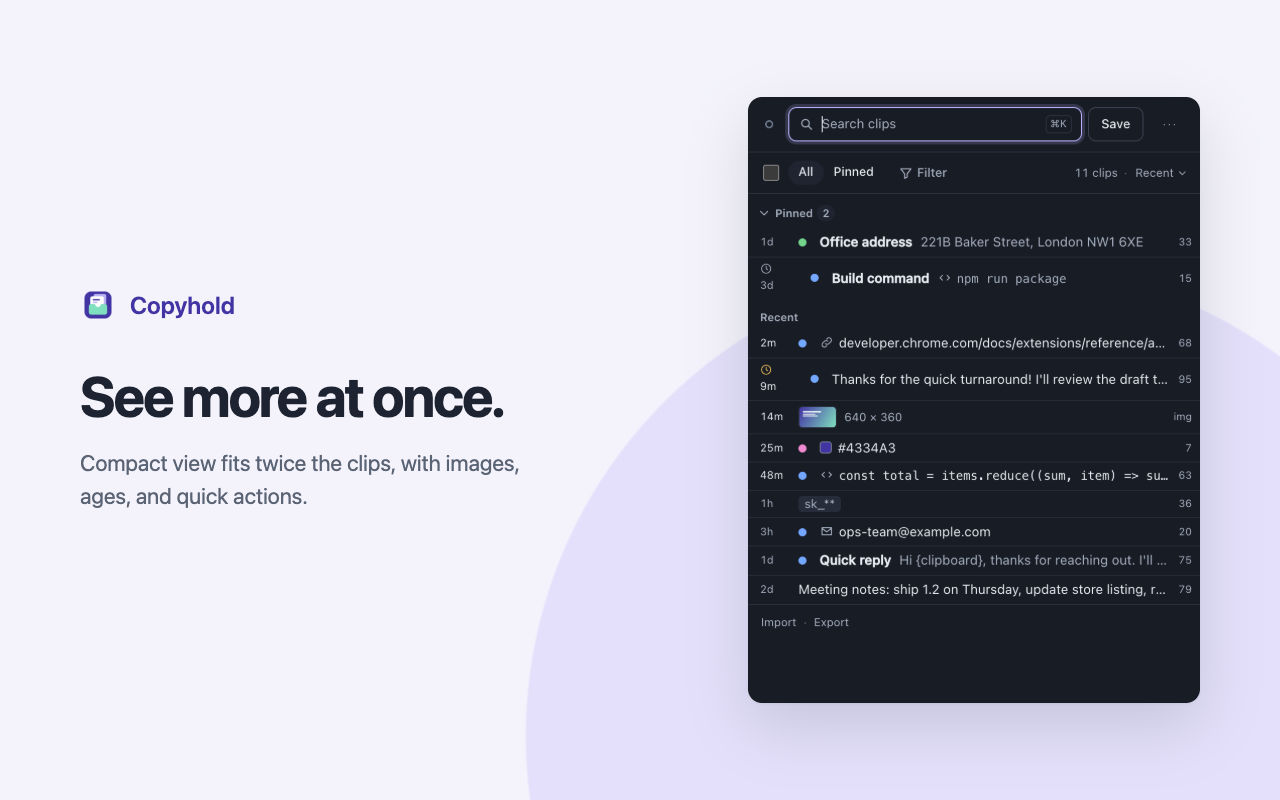 Copyhold
See more at once.
Compact view fits twice the clips, with images,
ages, and quick actions.
Search clips ⌘K Save ···
All Pinned Filter 11 clips · Recent
Pinned 2
1d Office address 221B Baker Street, London NW1 6XE 33
3d Build command <> npm run package 15
Recent
2m developer.chrome.com/docs/extensions/reference/a... 68
9m Thanks for the quick turnaround! I'll review the draft t... 95
14m 640 × 360 img
25m #4334A3 7
48m <> const total = items.reduce((sum, item) => su... 63
1h sk_** 36
3h ops-team@example.com 20
1d Quick reply Hi {clipboard}, thanks for reaching out. I'll ... 75
2d Meeting notes: ship 1.2 on Thursday, update store listing, r... 79
Import · Export